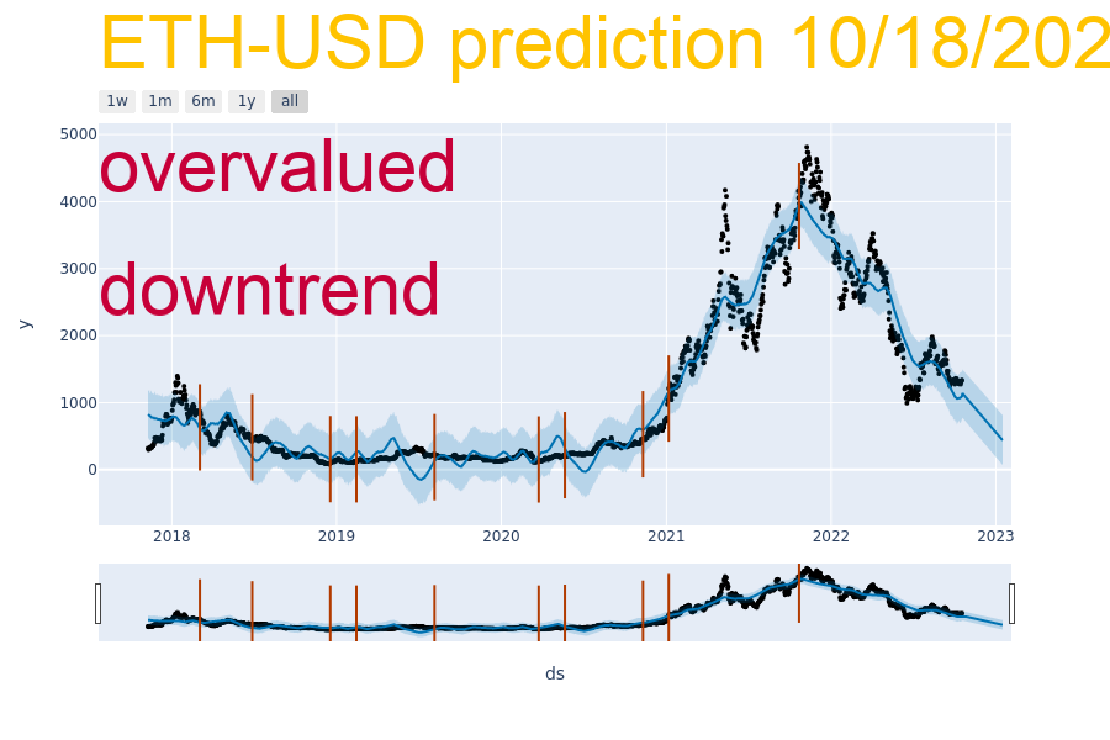 ETH-USD prediction 10/18/202
1w 1m 6m 1y all
5000
overvalued
4000
3000
downtrend
2000
y
1000
0
2018 2019 2020 2021 2022 2023
ds